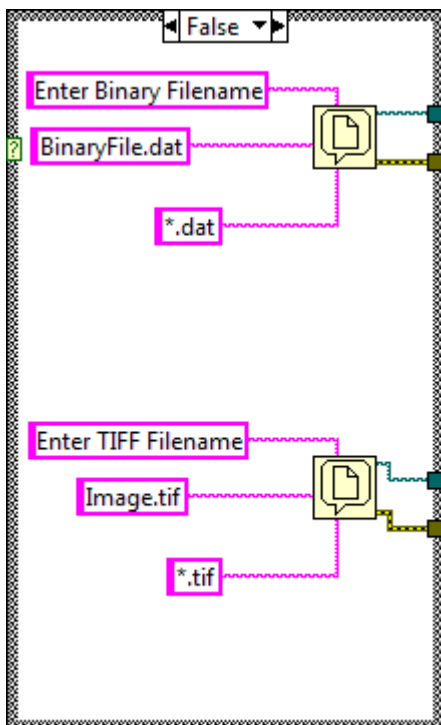 False
Enter Binary Filename
?
BinaryFile.dat
*.dat
Enter TIFF Filename
Image.tif
*.tif